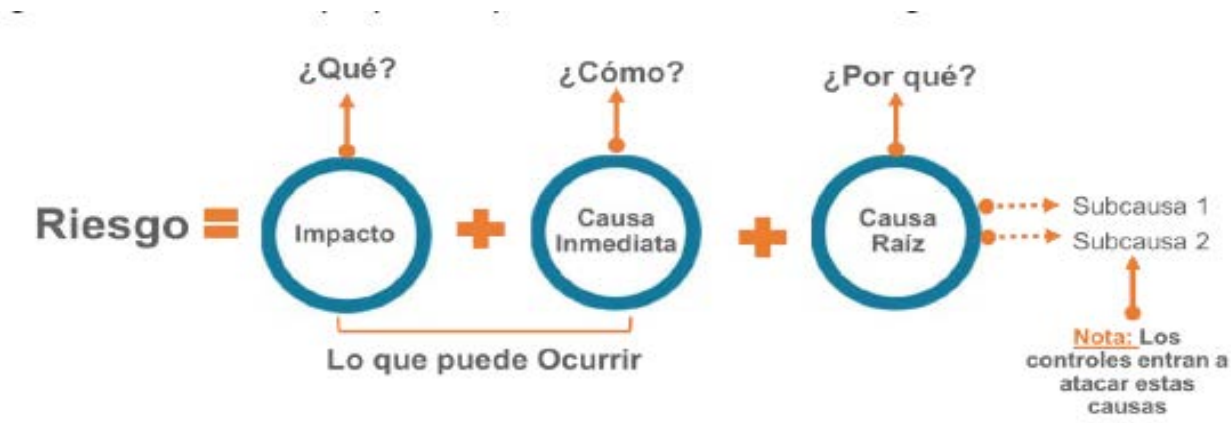 ¿Qué?
¿Cómo?
¿Por qué?
Riesgo =
Impacto
+
Causa
Inmediata
+
Causa
Raíz
Subcausa 1
Subcausa 2
Lo que puede Ocurrir
Nota: Los
controles entran a
atacar estas
causas